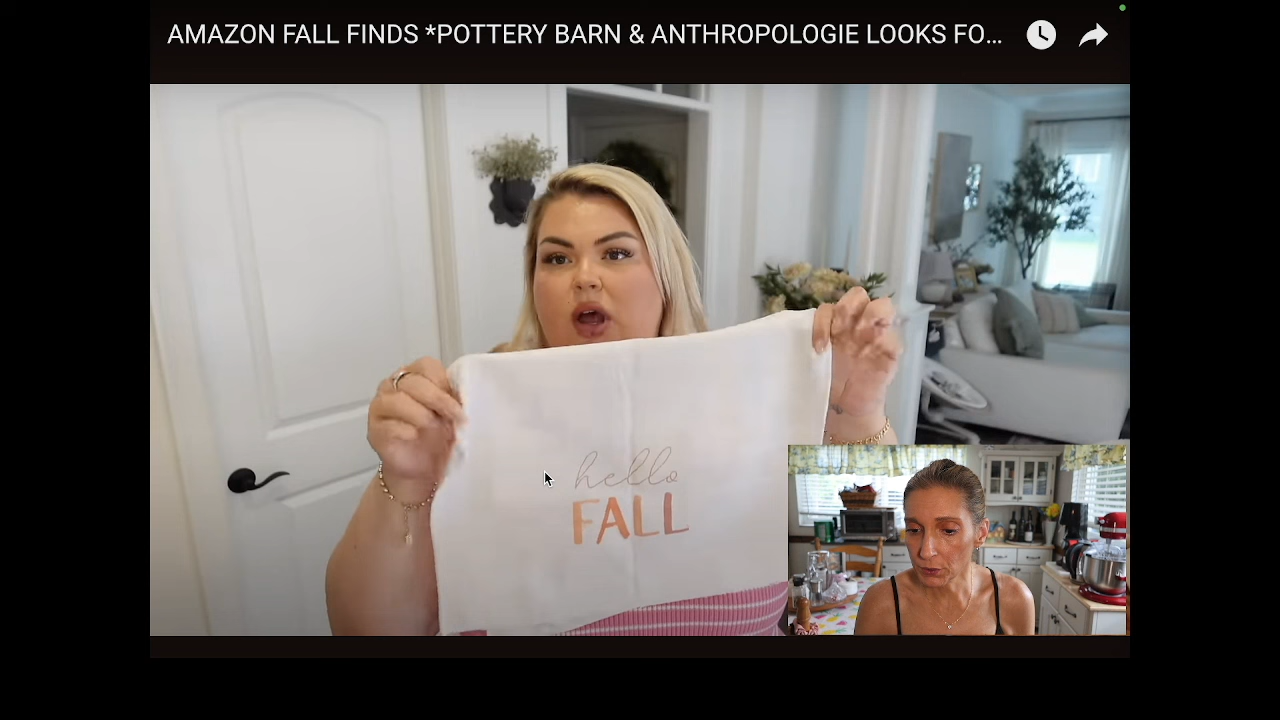 AMAZON FALL FINDS *POTTERY BARN & ANTHROPOLOGIE LOOKS FO...
hello
FALL